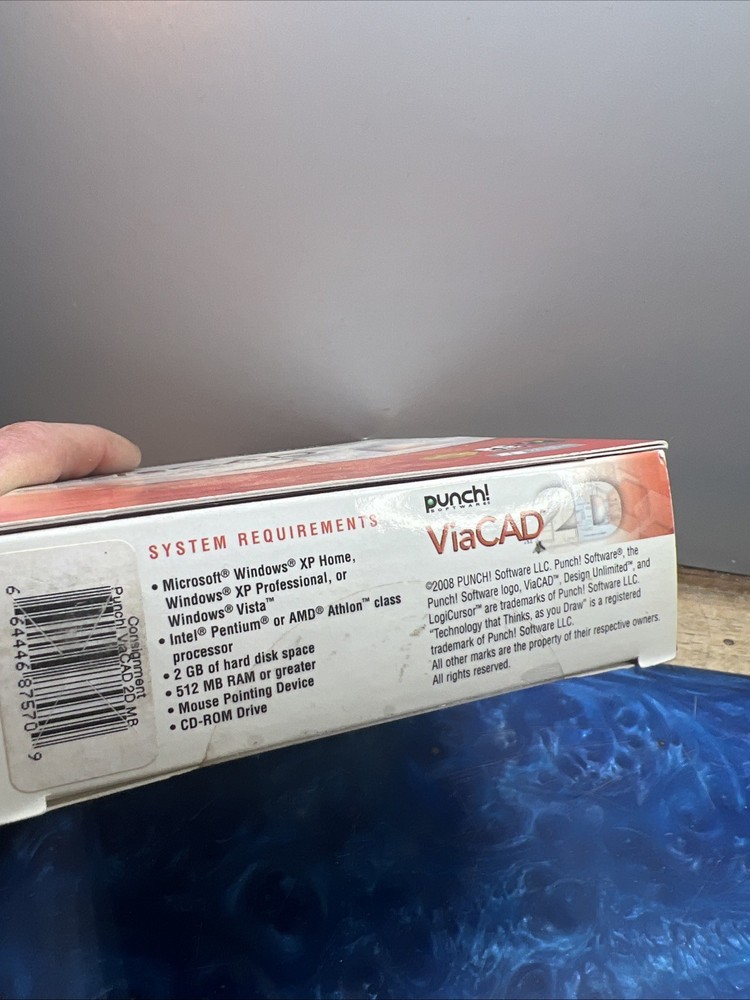 SYSTEM REQUIREMENTS
• Microsoft® Windows® XP Home,
Windows® XP Professional, or
Windows® Vista™
• Intel® Pentium® or AMD® Athlon™ class
processor
• 2 GB of hard disk space
• 512 MB RAM or greater
• Mouse Pointing Device
• CD-ROM Drive
punch!
SOFTWARE®
ViaCAD™ 2D
©2008 PUNCH! Software LLC. Punch! Software®, the
Punch! Software logo, ViaCAD™, Design Unlimited™, and
LogiCursor™ are trademarks of Punch! Software LLC.
"Technology that Thinks, as you Draw" is a registered
trademark of Punch! Software LLC.
All other marks are the property of their respective owners.
All rights reserved.
Consignment
Punch! ViaCAD 2D MB
6 64446 87570 9